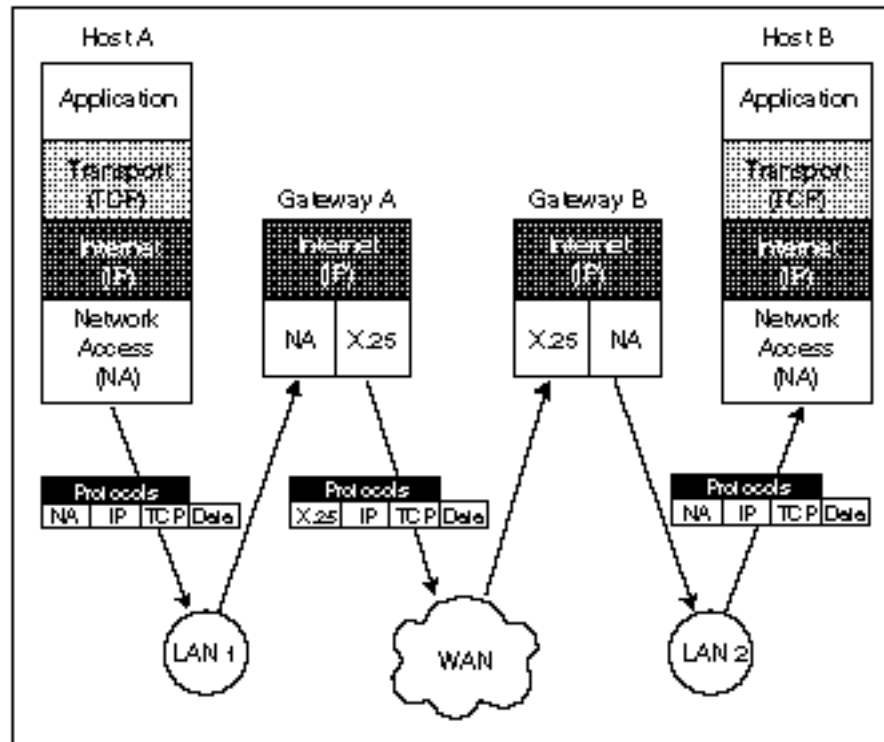 Host A
Host B
Application
Application
Transport
(TCP)
Transport
(TCP)
Gateway A
Gateway B
Internet
(IP)
Internet
(IP)
Internet
(IP)
Internet
(IP)
Network
Access
(NA)
NA X.25
X.25 NA
Network
Access
(NA)
Protocols
NA IP TCP Data
Protocols
X.25 IP TCP Data
Protocols
NA IP TCP Data
LAN 1
WAN
LAN 2